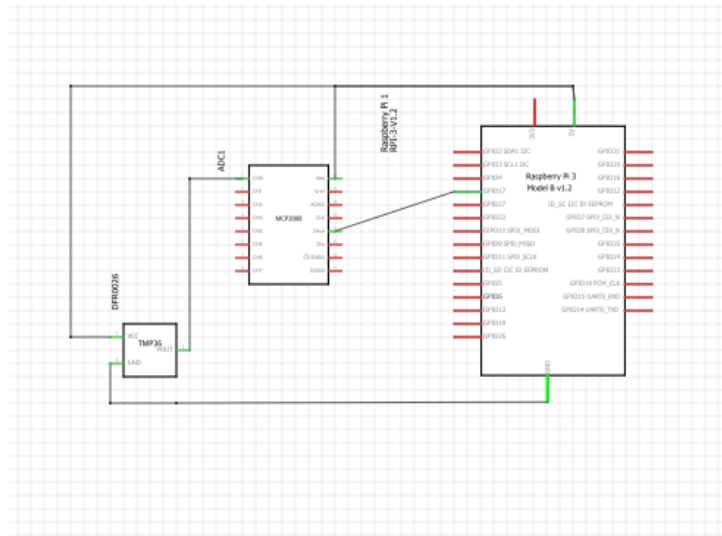 Raspberry Pi 1
RPI-3-V1.2
ADC1
DFR0026
3V3
5V
Raspberry Pi 3
Model B v1.2
GPIO2 SDA1 I2C
GPIO3 SCL1 I2C
GPIO4
GPIO17
GPIO27
GPIO22
GPIO10 SPI0_MOSI
GPIO9 SPI0_MISO
GPIO11 SPI0_SCLK
ID_SD I2C ID EEPROM
GPIO5
GPIO6
GPIO13
GPIO19
GPIO26
GPIO21
GPIO20
GPIO16
GPIO12
ID_SC I2C ID EEPROM
GPIO7 SPI0_CE1_N
GPIO8 SPI0_CE0_N
GPIO25
GPIO24
GPIO23
GPIO18 PCM_CLK
GPIO15 UART0_RXD
GPIO14 UART0_TXD
GND
MCP3008
CH0
CH1
CH2
CH3
CH4
CH5
CH6
CH7
Vdd
Vref
AGND
CLK
Dout
Din
CS/SHDN
DGND
VCC
TMP36
VOUT
GND